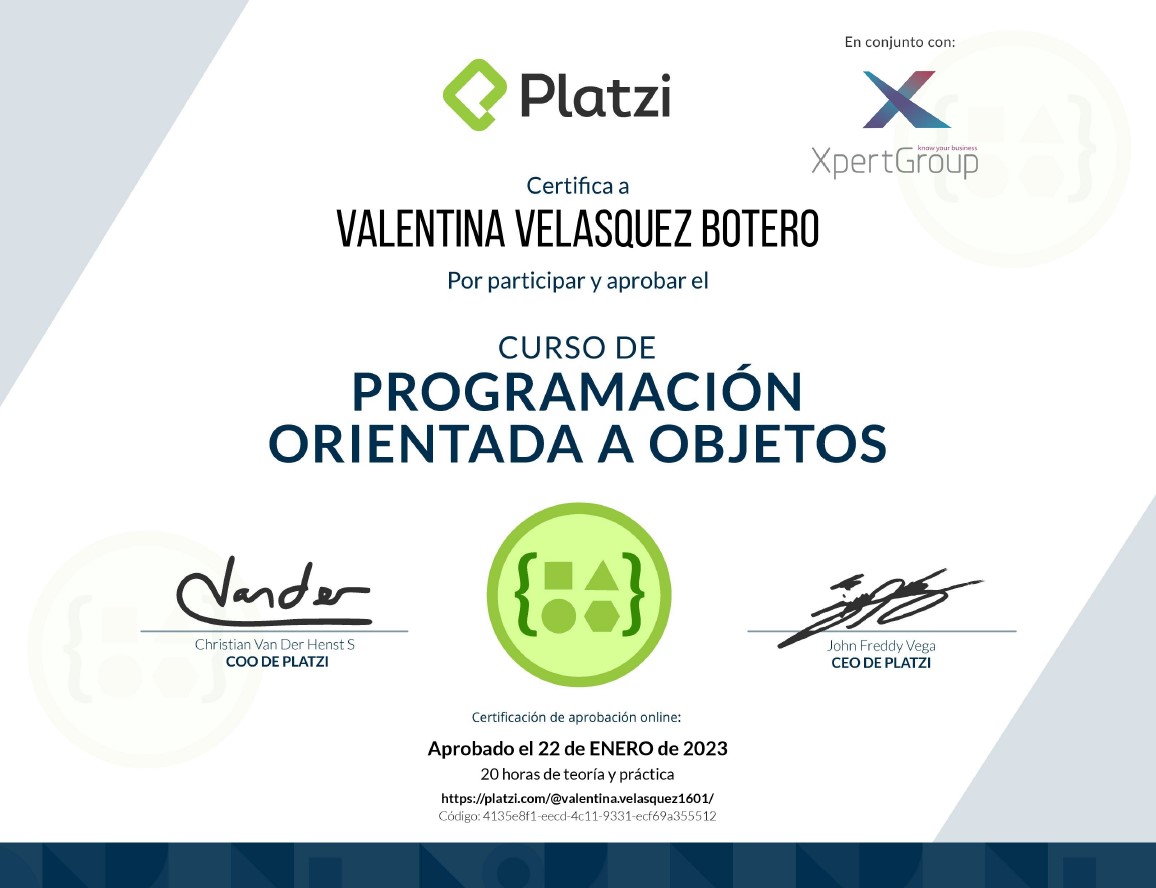 En conjunto con:
Platzi
know your business
XpertGroup
Certifica a
VALENTINA VELASQUEZ BOTERO
Por participar y aprobar el
CURSO DE
PROGRAMACIÓN
ORIENTADA A OBJETOS
Vander
Christian Van Der Henst S
COO DE PLATZI
John Freddy Vega
CEO DE PLATZI
Certificación de aprobación online:
Aprobado el 22 de ENERO de 2023
20 horas de teoría y práctica
https://platzi.com/@valentina.velasquez1601/
Código: 4135e8f1-eecd-4c11-9331-ecf69a355512